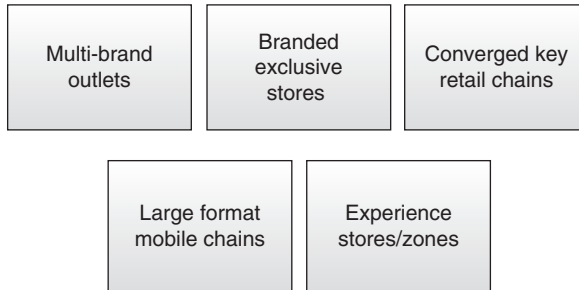 Multi-brand
outlets
Branded
exclusive
stores
Converged key
retail chains
Large format
mobile chains
Experience
stores/zones